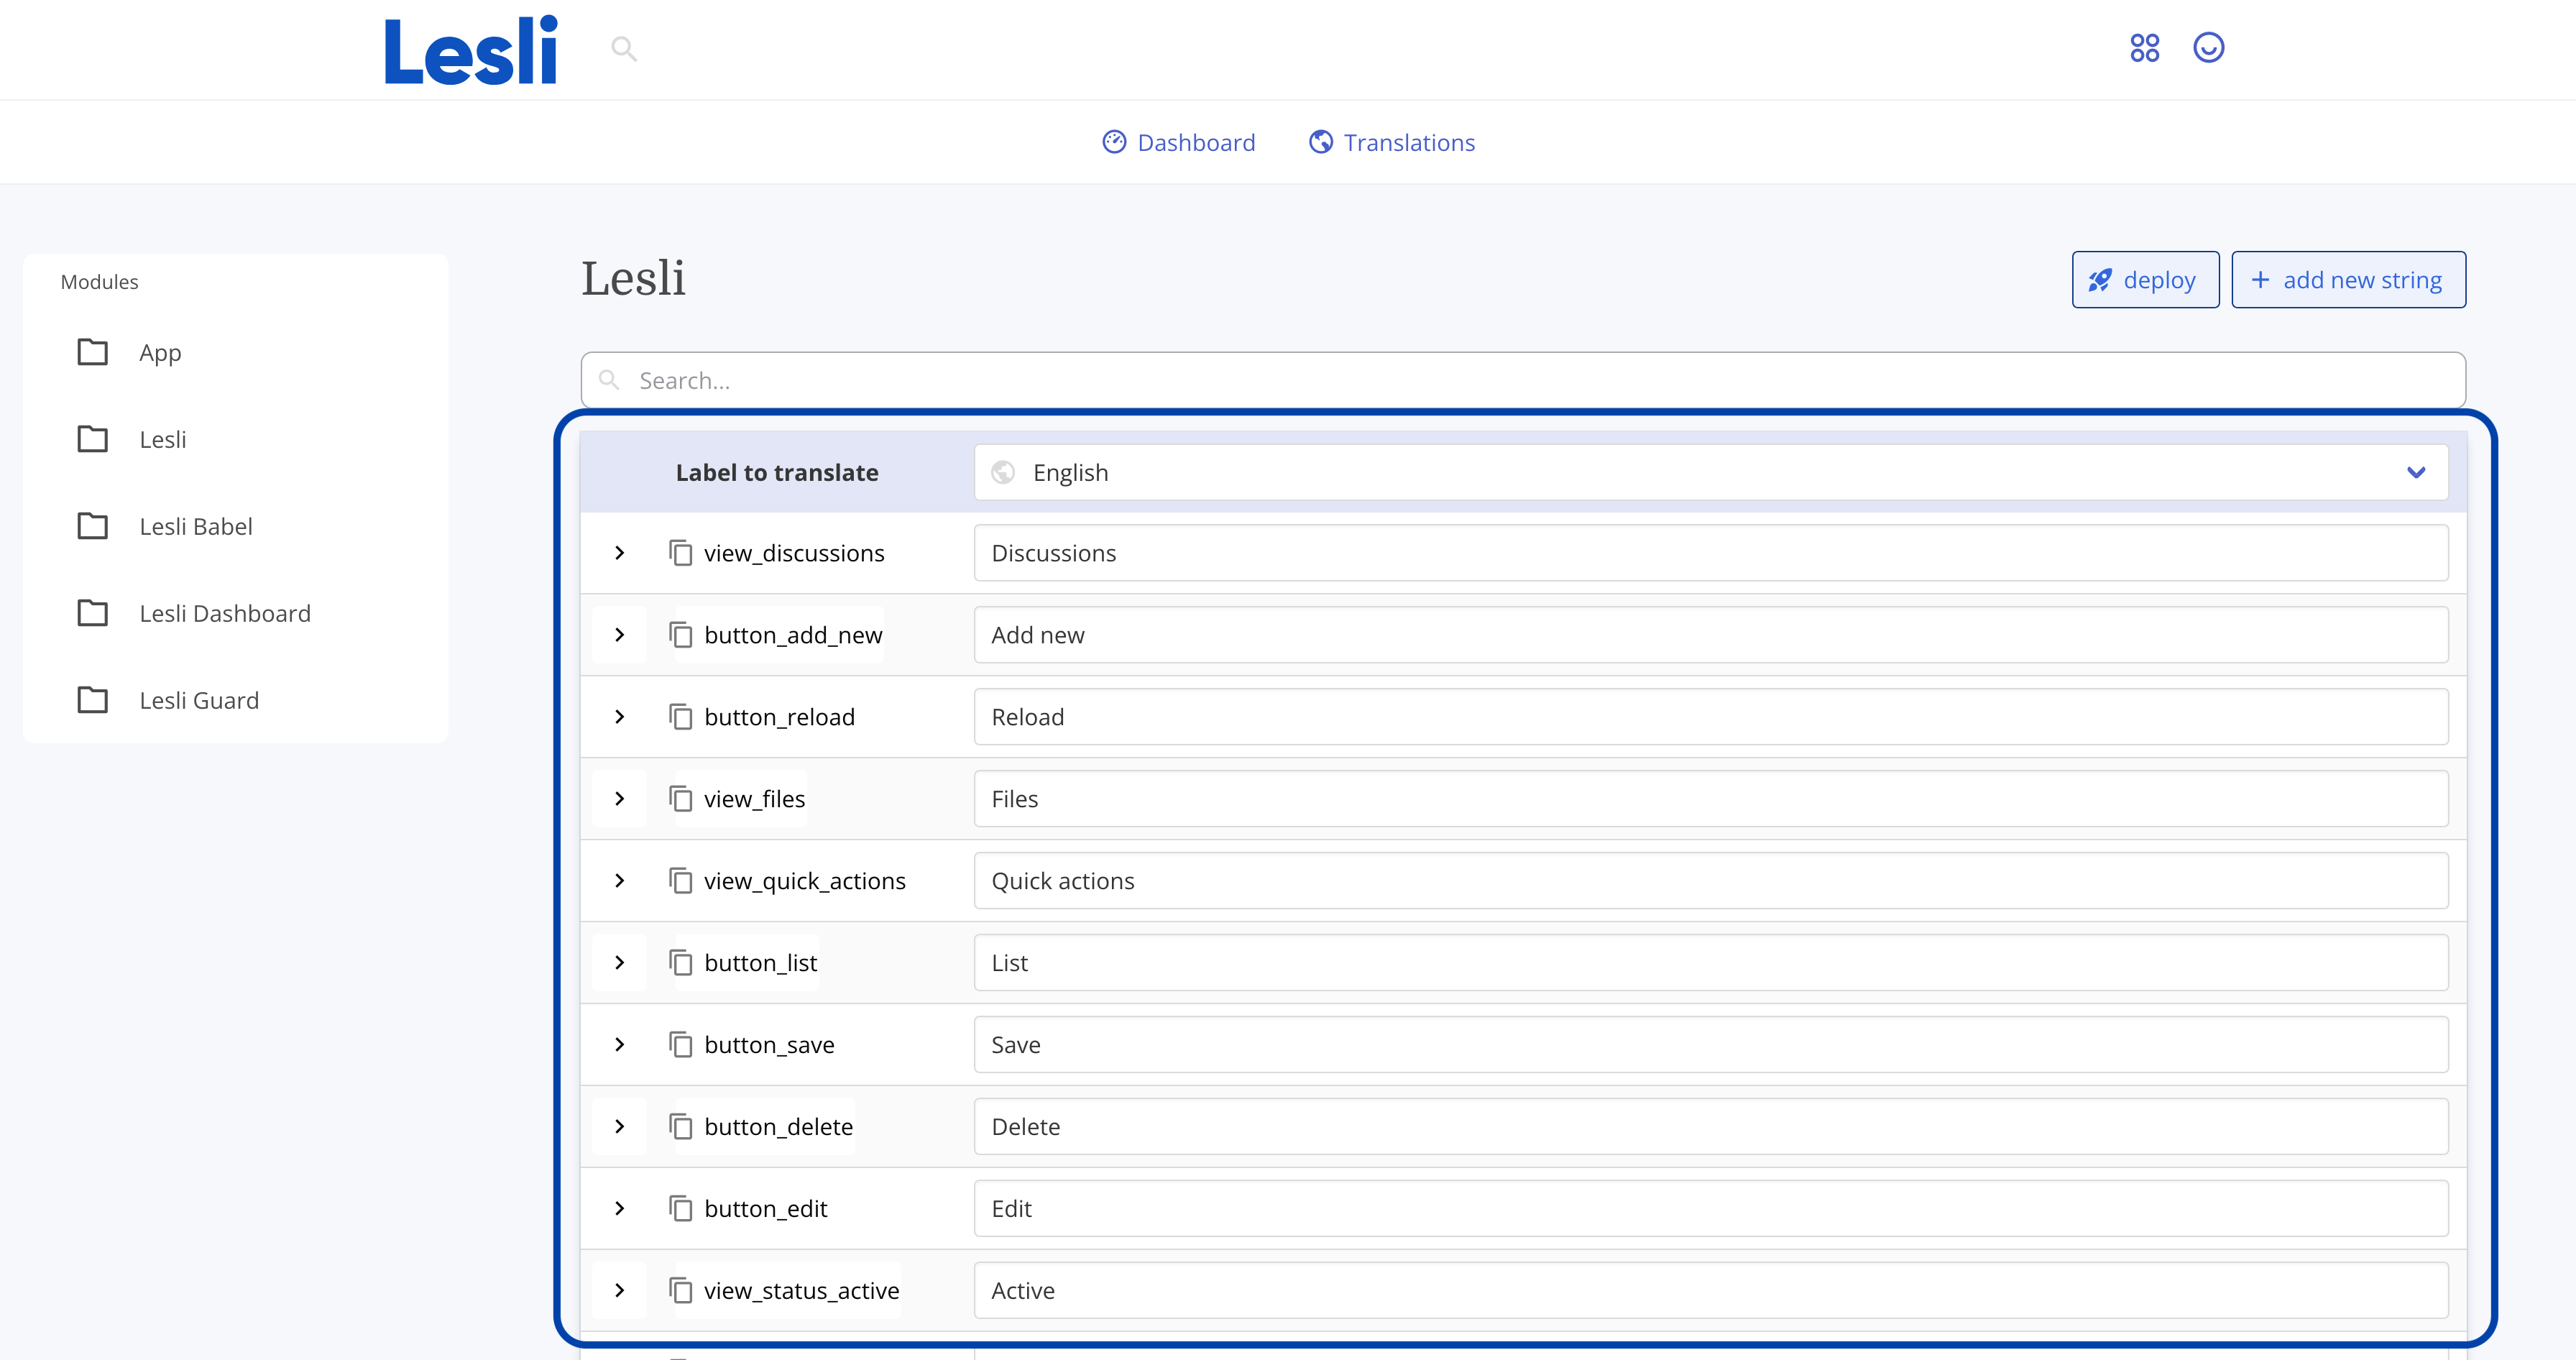 Lesli
Dashboard Translations
Modules
App
Lesli
Lesli Babel
Lesli Dashboard
Lesli Guard
Lesli
deploy
+ add new string
Search...
Label to translate English
view_discussions Discussions
button_add_new Add new
button_reload Reload
view_files Files
view_quick_actions Quick actions
button_list List
button_save Save
button_delete Delete
button_edit Edit
view_status_active Active